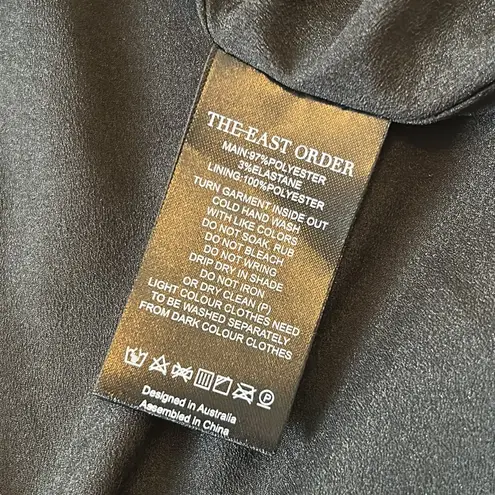 THE EAST ORDER
MAIN:97%POLYESTER
3%ELASTANE
LINING:100%POLYESTER
TURN GARMENT INSIDE OUT
COLD HAND WASH
WITH LIKE COLORS
DO NOT SOAK, RUB
DO NOT BLEACH
DO NOT WRING
DRIP DRY IN SHADE
DO NOT IRON
OR DRY CLEAN (P)
LIGHT COLOUR CLOTHES NEED
TO BE WASHED SEPARATELY
FROM DARK COLOUR CLOTHES
P
Designed in Australia
Assembled in China